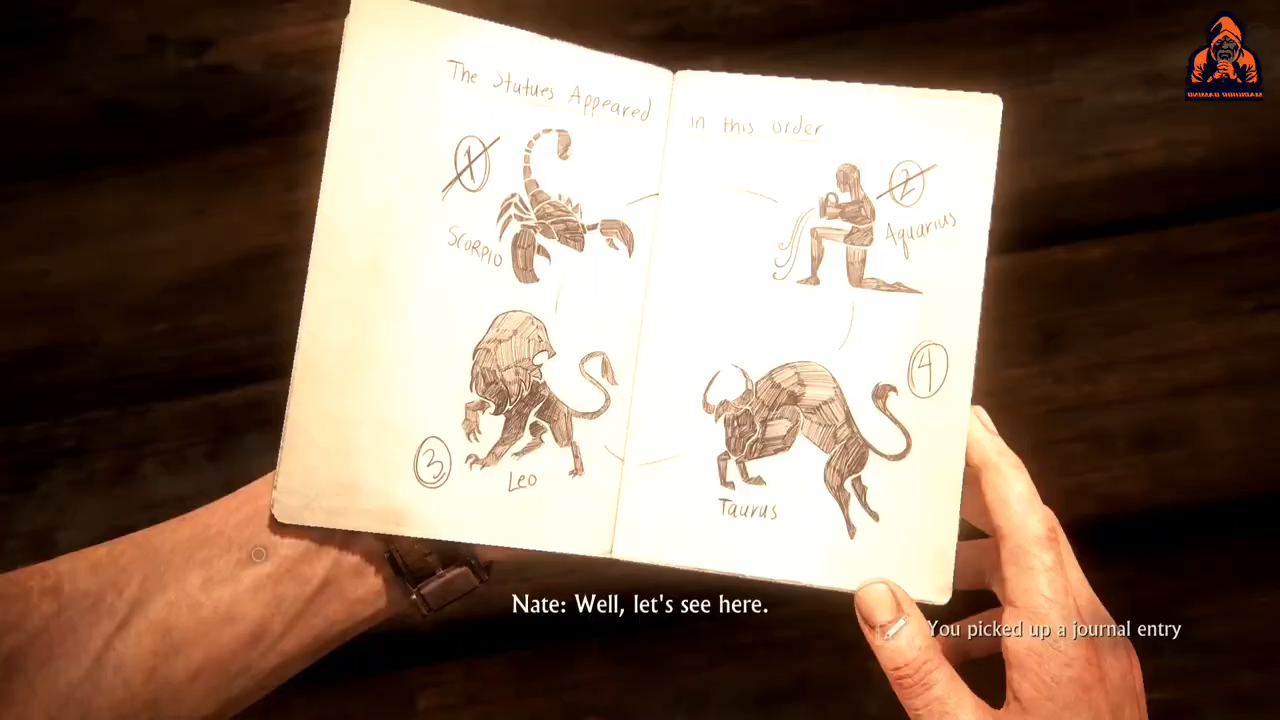 The Statues Appeared
in this order
1
SCORPIO
2
Aquarius
3
Leo
4
Taurus
Nate: Well, let's see here.
You picked up a journal entry